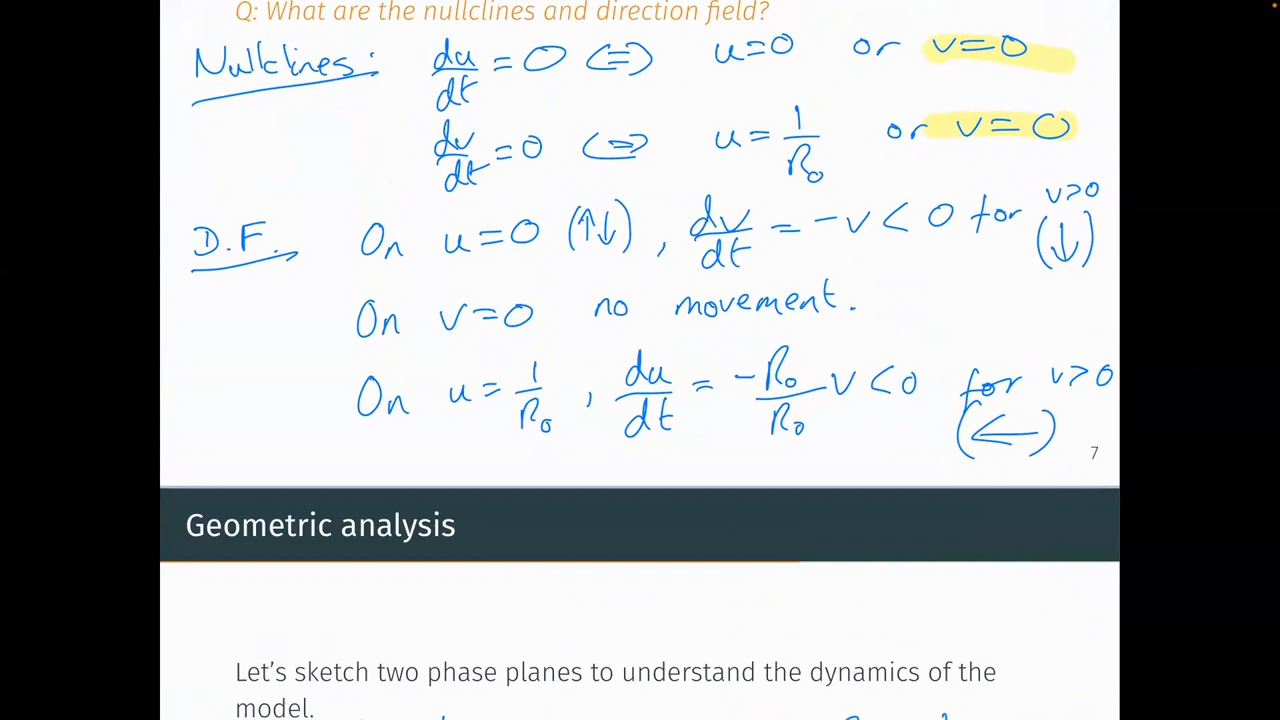 Q: What are the nullclines and direction field?
Nullclines: du/dt = 0 ⇔ u=0 or v=0
dv/dt = 0 ⇔ u = 1/R₀ or v=0
D.F. On u=0 (↑↓), dv/dt = -v < 0 for v>0 (↓)
On v=0 no movement.
On u = 1/R₀, du/dt = -R₀/R₀ v < 0 for v>0 (←)
7
Geometric analysis
Let's sketch two phase planes to understand the dynamics of the
model.